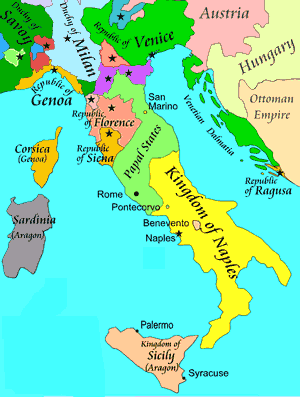 Duchy of
Savoy
Duchy of
Milan
Republic of
Venice
Austria
Hungary
Republic of
Genoa
Republic of
Florence
San
Marino
Venetian
Dalmatia
Ottoman
Empire
Corsica
(Genoa)
Republic
of Siena
Papal States
Republic
of Ragusa
Rome
Pontecorvo
Kingdom of Naples
Benevento
Naples
Sardinia
(Aragon)
Palermo
Kingdom of
Sicily
(Aragon)
Syracuse